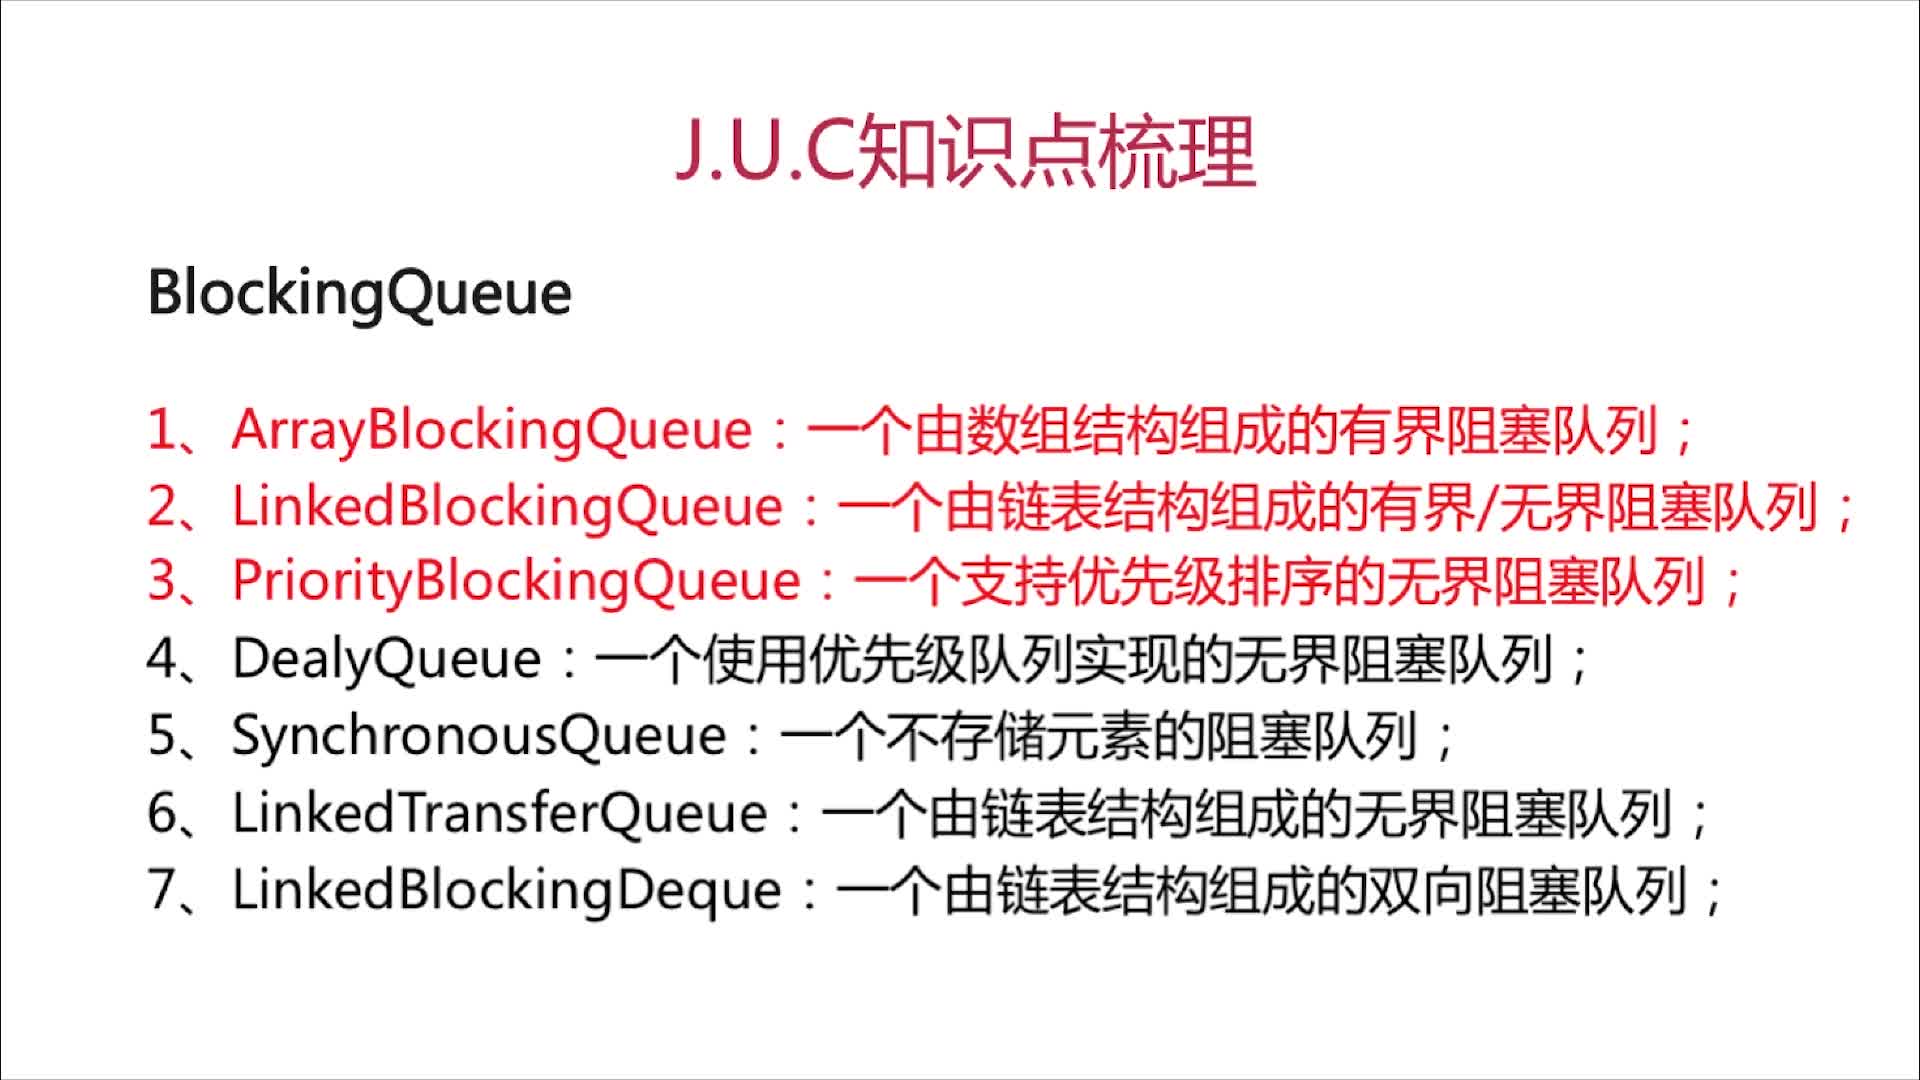 J.U.C知识点梳理
BlockingQueue
1、ArrayBlockingQueue：一个由数组结构组成的有界阻塞队列；
2、LinkedBlockingQueue：一个由链表结构组成的有界/无界阻塞队列；
3、PriorityBlockingQueue：一个支持优先级排序的无界阻塞队列；
4、DealyQueue：一个使用优先级队列实现的无界阻塞队列；
5、SynchronousQueue：一个不存储元素的阻塞队列；
6、LinkedTransferQueue：一个由链表结构组成的无界阻塞队列；
7、LinkedBlockingDeque：一个由链表结构组成的双向阻塞队列；